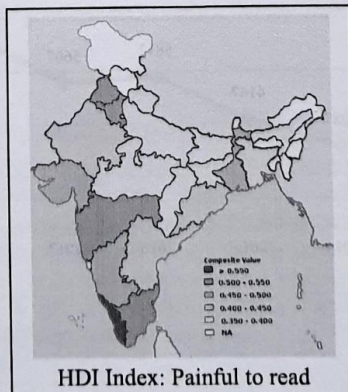 Composite Value
≥ 0.550
0.500 - 0.550
0.450 - 0.500
0.400 - 0.450
0.350 - 0.400
NA
HDI Index: Painful to read